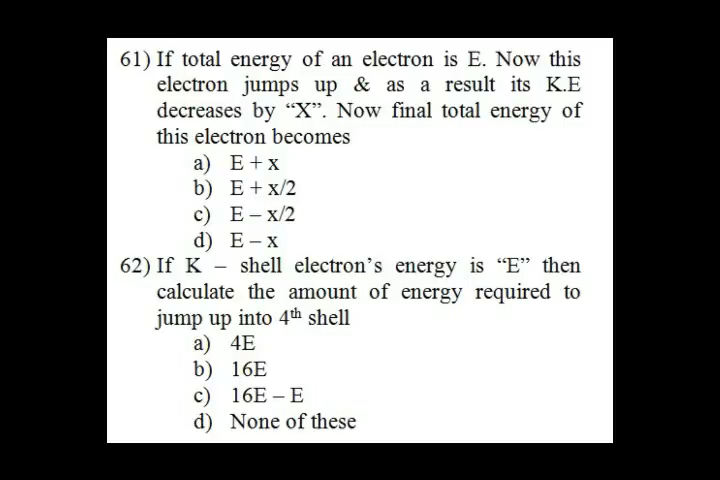 61) If total energy of an electron is E. Now this
electron jumps up & as a result its K.E
decreases by “X”. Now final total energy of
this electron becomes
a) E + x
b) E + x/2
c) E – x/2
d) E – x
62) If K – shell electron’s energy is “E” then
calculate the amount of energy required to
jump up into 4th shell
a) 4E
b) 16E
c) 16E – E
d) None of these